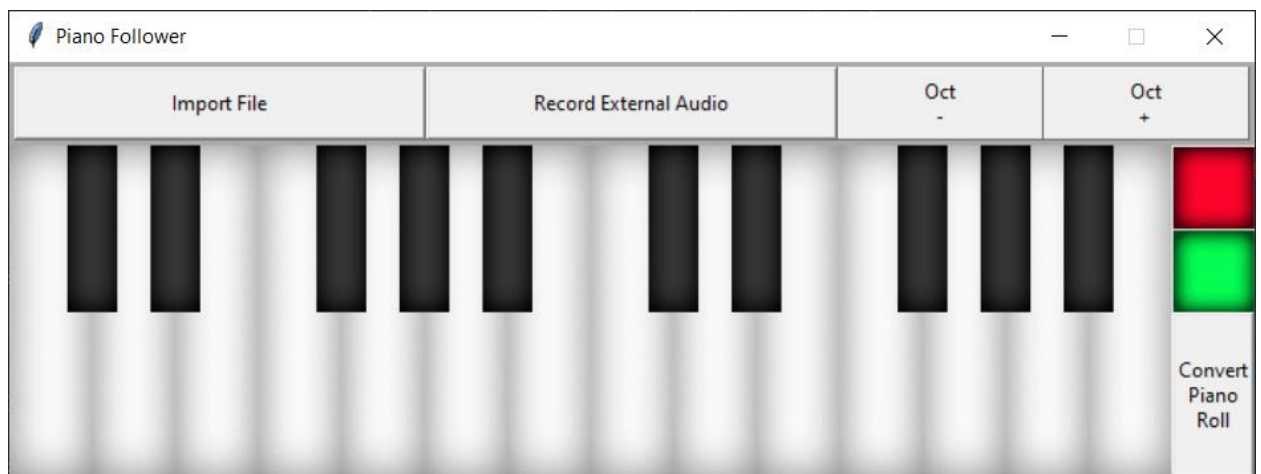 Piano Follower
Import File
Record External Audio
Oct
-
Oct
+
Convert
Piano
Roll